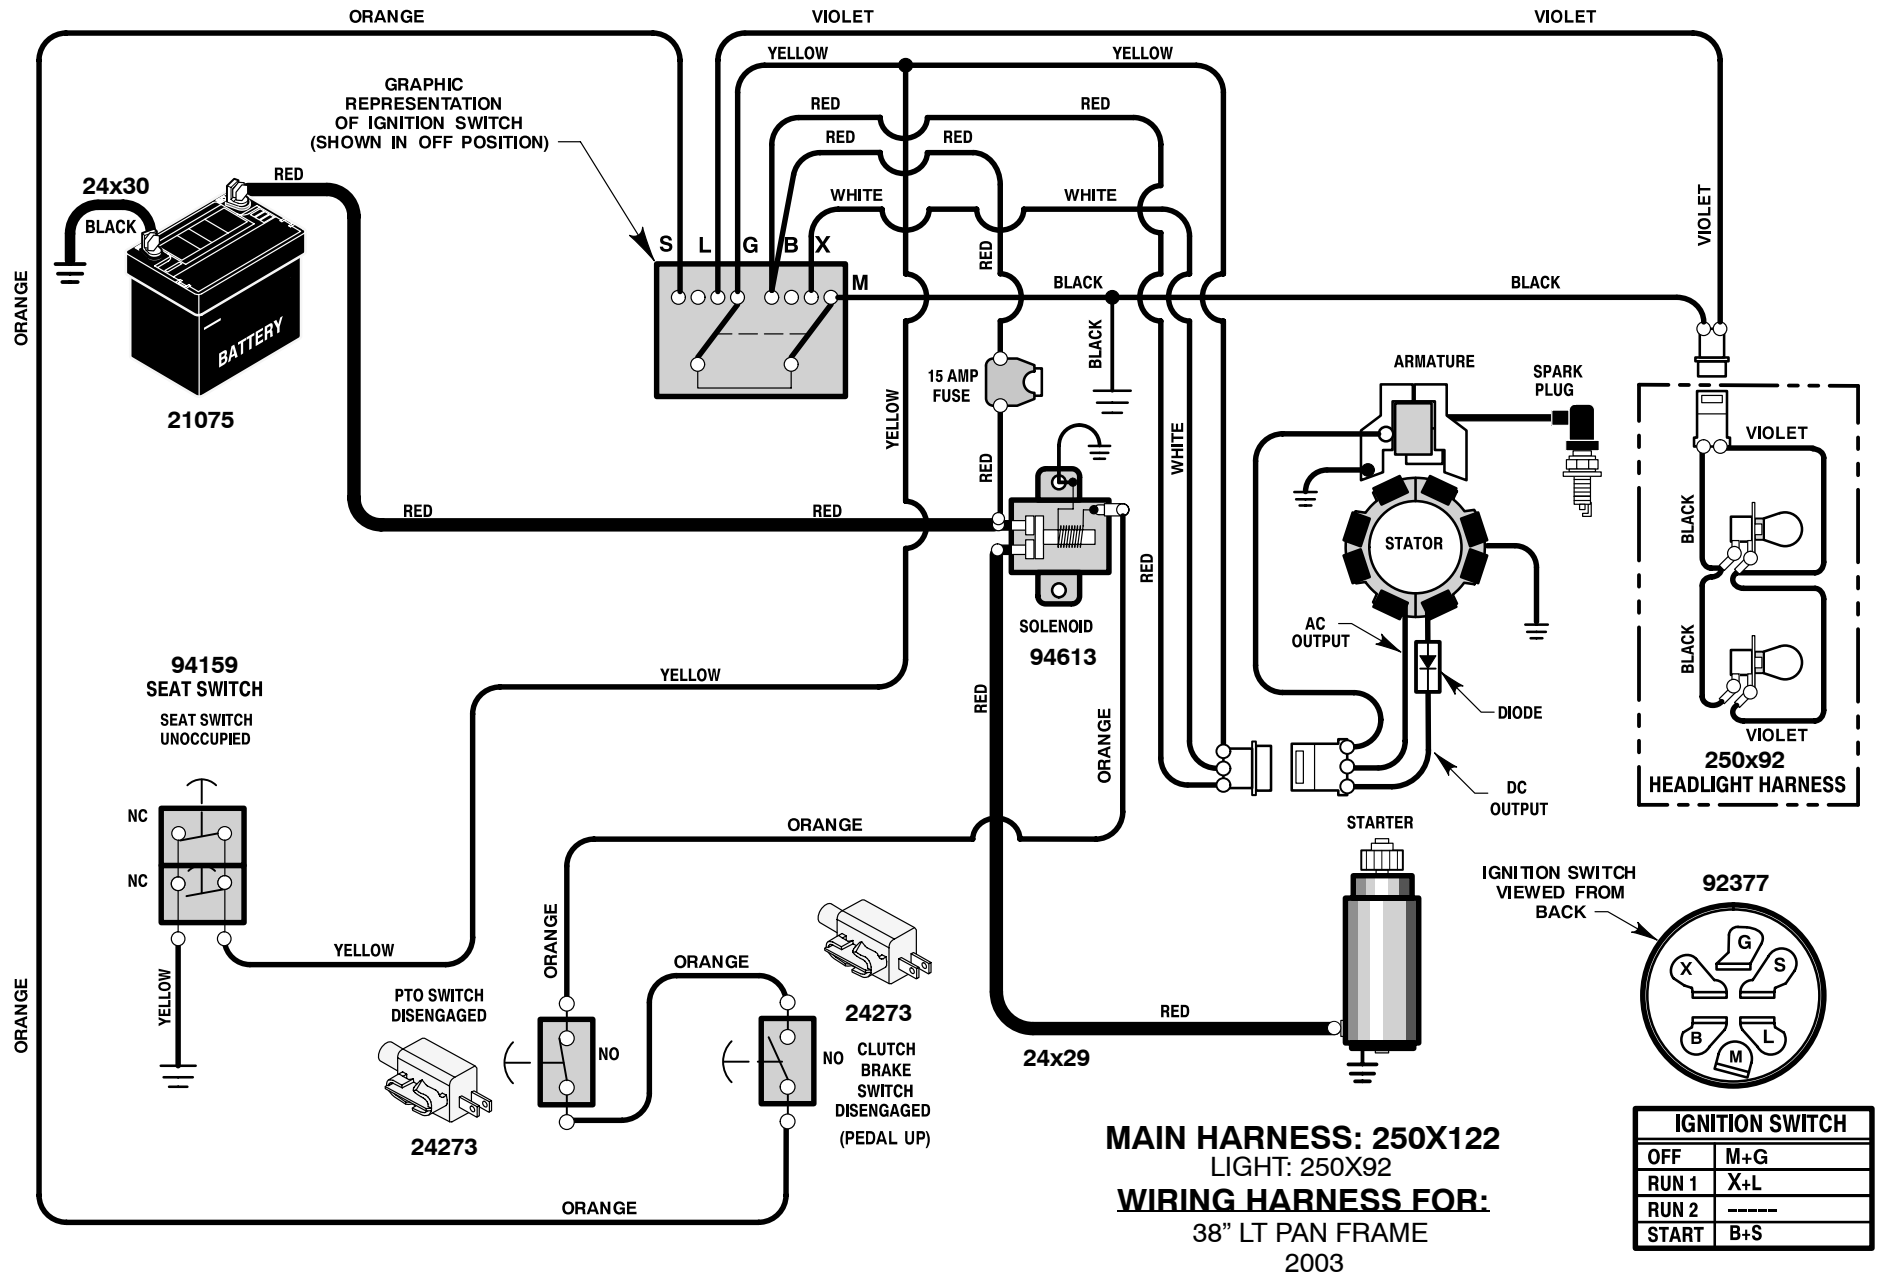 ORANGE
VIOLET
VIOLET
YELLOW
YELLOW
GRAPHIC
REPRESENTATION
OF IGNITION SWITCH
(SHOWN IN OFF POSITION)
RED
RED
RED
RED
24x30
BLACK
RED
WHITE
WHITE
VIOLET
ORANGE
S L G B X
M
RED
BLACK
BLACK
BATTERY
21075
BLACK
15 AMP
FUSE
YELLOW
RED
WHITE
ARMATURE
SPARK
PLUG
VIOLET
BLACK
RED
RED
STATOR
RED
SOLENOID
94613
AC
OUTPUT
BLACK
94159
SEAT SWITCH
SEAT SWITCH
UNOCCUPIED
YELLOW
RED
ORANGE
DIODE
VIOLET
250x92
HEADLIGHT HARNESS
DC
OUTPUT
NC
NC
ORANGE
STARTER
IGNITION SWITCH
VIEWED FROM
BACK
92377
G
X
S
B
L
M
YELLOW
YELLOW
ORANGE
ORANGE
24273
PTO SWITCH
DISENGAGED
NO
NO
CLUTCH
BRAKE
SWITCH
DISENGAGED
(PEDAL UP)
24273
RED
24x29
ORANGE
ORANGE
MAIN HARNESS: 250X122
LIGHT: 250X92
WIRING HARNESS FOR:
38” LT PAN FRAME
2003
IGNITION SWITCH
OFF M+G
RUN 1 X+L
RUN 2 -----
START B+S